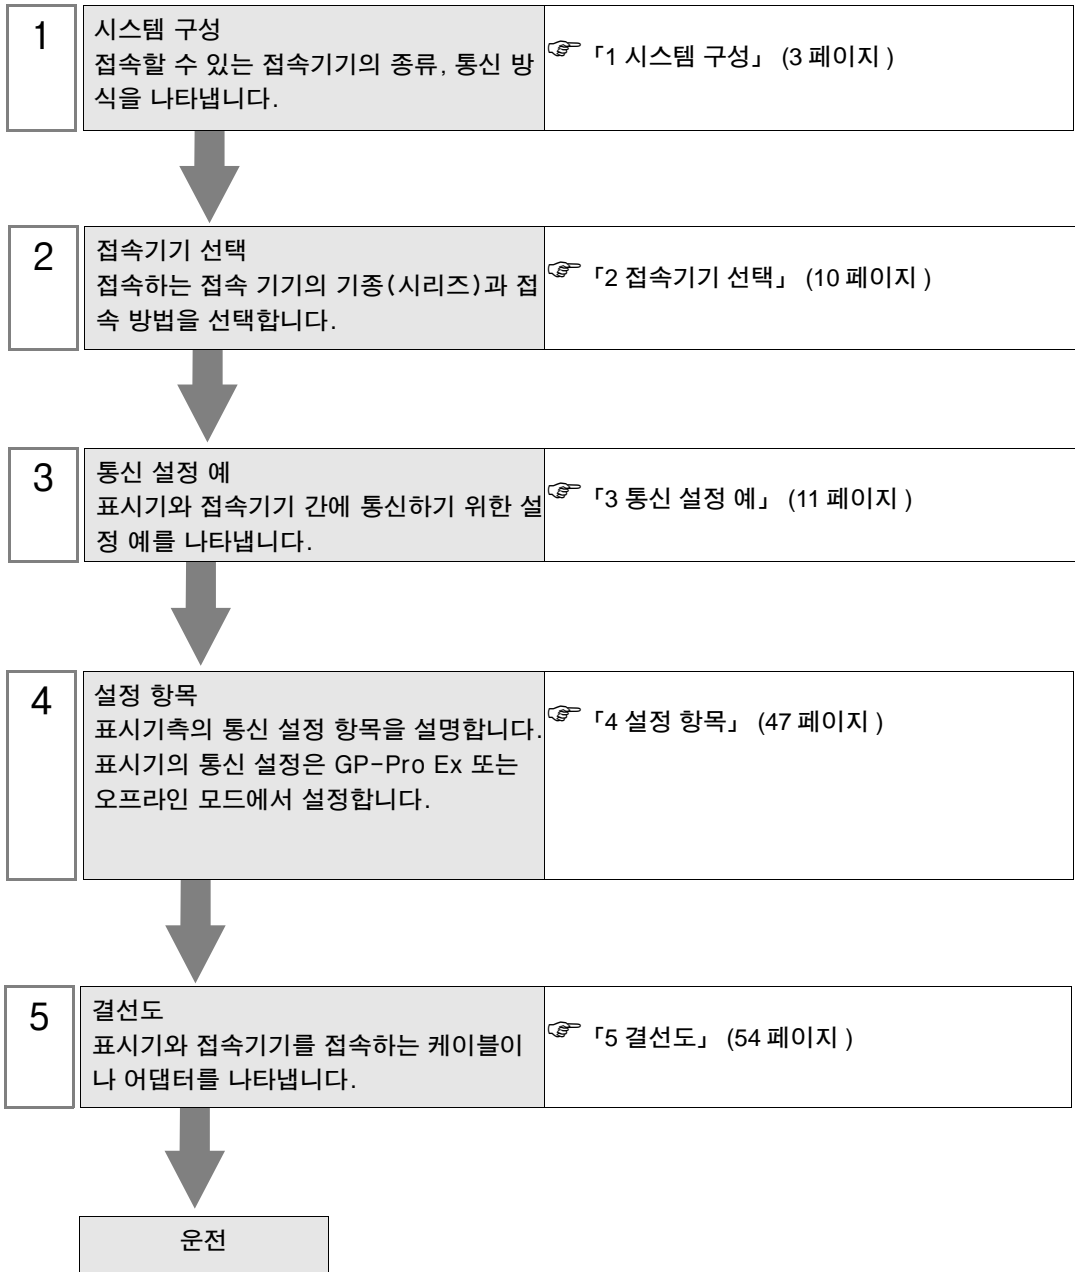 1
시스템 구성
접속할 수 있는 접속기기의 종류, 통신 방
식을 나타냅니다.
☞ 「1 시스템 구성」 (3 페이지 )
2
접속기기 선택
접속하는 접속 기기의 기종(시리즈)과 접
속 방법을 선택합니다.
☞ 「2 접속기기 선택」 (10 페이지 )
3
통신 설정 예
표시기와 접속기기 간에 통신하기 위한 설
정 예를 나타냅니다.
☞ 「3 통신 설정 예」 (11 페이지 )
4
설정 항목
표시기측의 통신 설정 항목을 설명합니다.
표시기의 통신 설정은 GP-Pro Ex 또는
오프라인 모드에서 설정합니다.
☞ 「4 설정 항목」 (47 페이지 )
5
결선도
표시기와 접속기기를 접속하는 케이블이
나 어댑터를 나타냅니다.
☞ 「5 결선도」 (54 페이지 )
운전